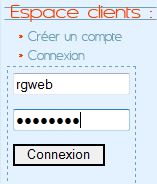 Espace clients :
Créer un compte
Connexion
rgweb
••••••••
Connexion